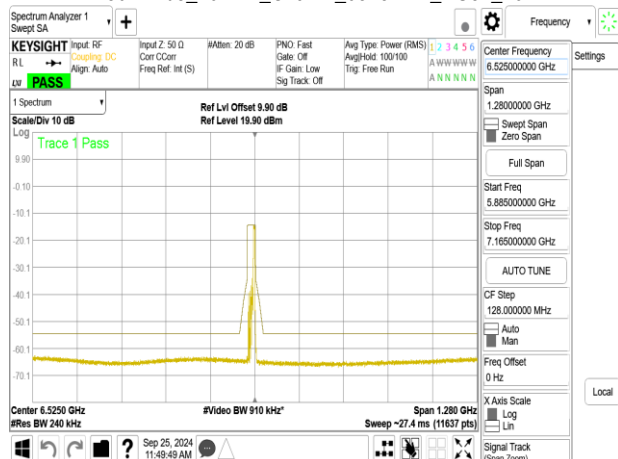 Spectrum Analyzer 1
Swept SA
Frequency
KEYSIGHT
RL
PASS
Input: RF
Coupling: DC
Align: Auto
Input Z: 50 Ω
Corr CCorr
Freq Ref: Int (S)
#Atten: 20 dB
PNO: Fast
Gate: Off
IF Gain: Low
Sig Track: Off
Avg Type: Power (RMS)
Avg|Hold: 100/100
Trig: Free Run
1 2 3 4 5 6
A W W W W W
A N N N N N
1 Spectrum
Scale/Div 10 dB
Ref Lvl Offset 9.90 dB
Ref Level 19.90 dBm
Log
Trace 1 Pass
9.90
-0.10
-10.1
-20.1
-30.1
-40.1
-50.1
-60.1
-70.1
Center 6.5250 GHz
#Res BW 240 kHz
#Video BW 910 kHz*
Span 1.280 GHz
Sweep ~27.4 ms (11637 pts)
Sep 25, 2024
11:49:49 AM
Center Frequency
6.525000000 GHz
Span
1.28000000 GHz
Swept Span
Zero Span
Full Span
Start Freq
5.885000000 GHz
Stop Freq
7.165000000 GHz
AUTO TUNE
CF Step
128.000000 MHz
Auto
Man
Freq Offset
0 Hz
X Axis Scale
Log
Lin
Signal Track
(Span Zoom)
Settings
Local